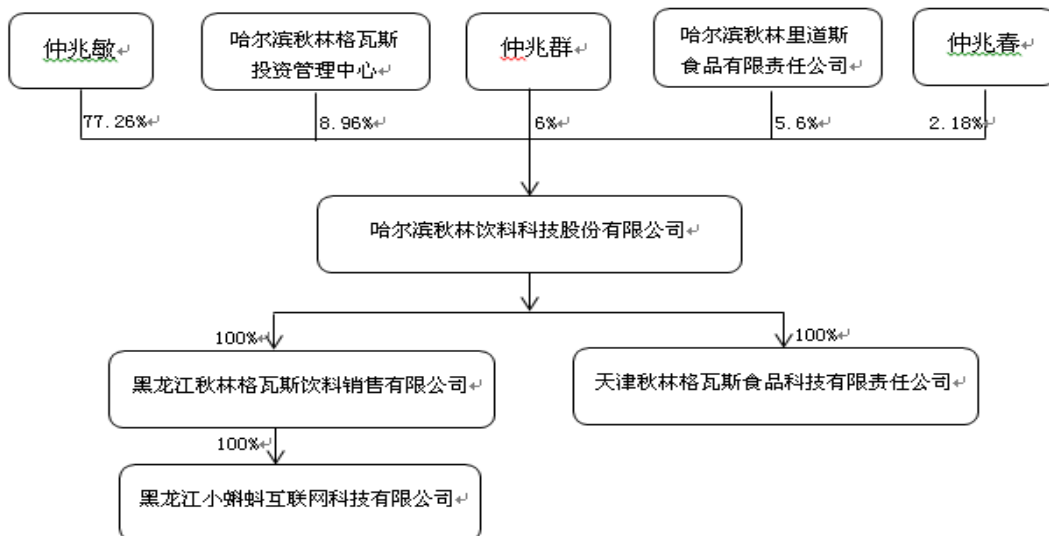 仲兆敏
哈尔滨秋林格瓦斯
投资管理中心
仲兆群
哈尔滨秋林里道斯
食品有限责任公司
仲兆春
77.26%
8.96%
6%
5.6%
2.18%
哈尔滨秋林饮料科技股份有限公司
100%
100%
黑龙江秋林格瓦斯饮料销售有限公司
天津秋林格瓦斯食品科技有限责任公司
100%
黑龙江小蝌蚪互联网科技有限公司